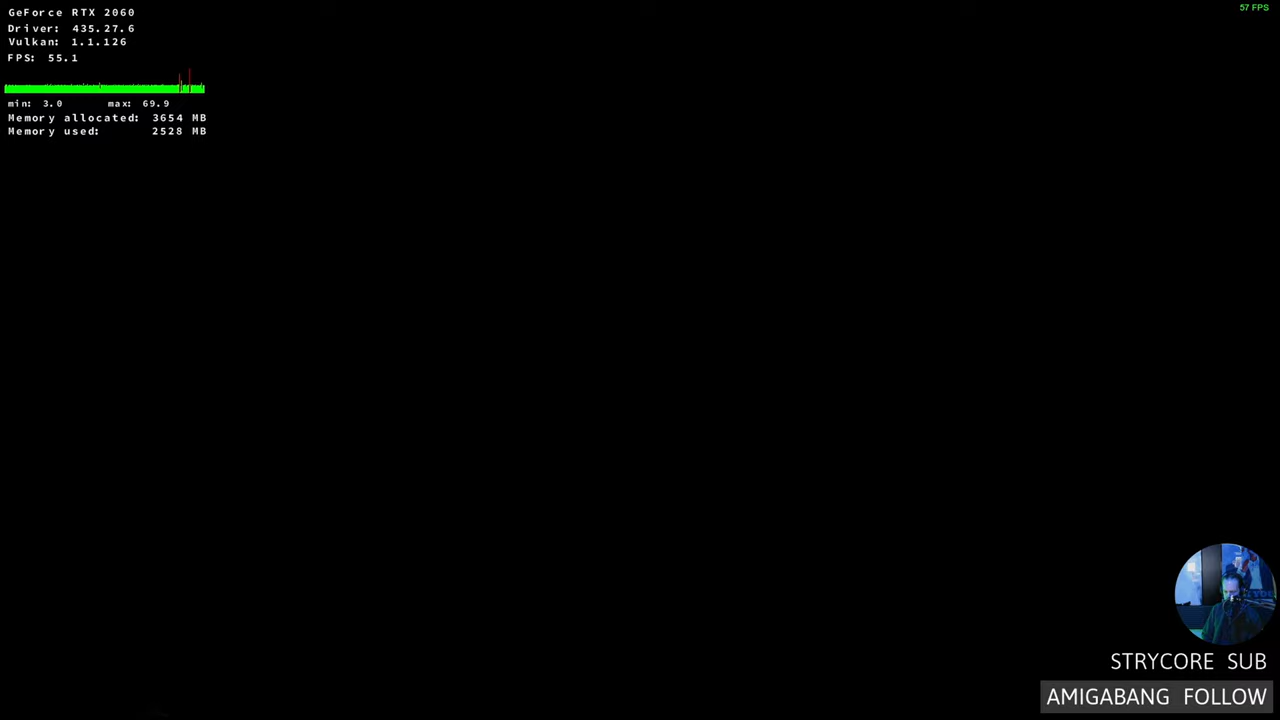 GeForce RTX 2060
57 FPS
Driver: 435.27.6
Vulkan: 1.1.126
FPS: 55.1
min: 3.0 max: 69.9
Memory allocated: 3654 MB
Memory used: 2528 MB
STRYCORE SUB
AMIGABANG FOLLOW